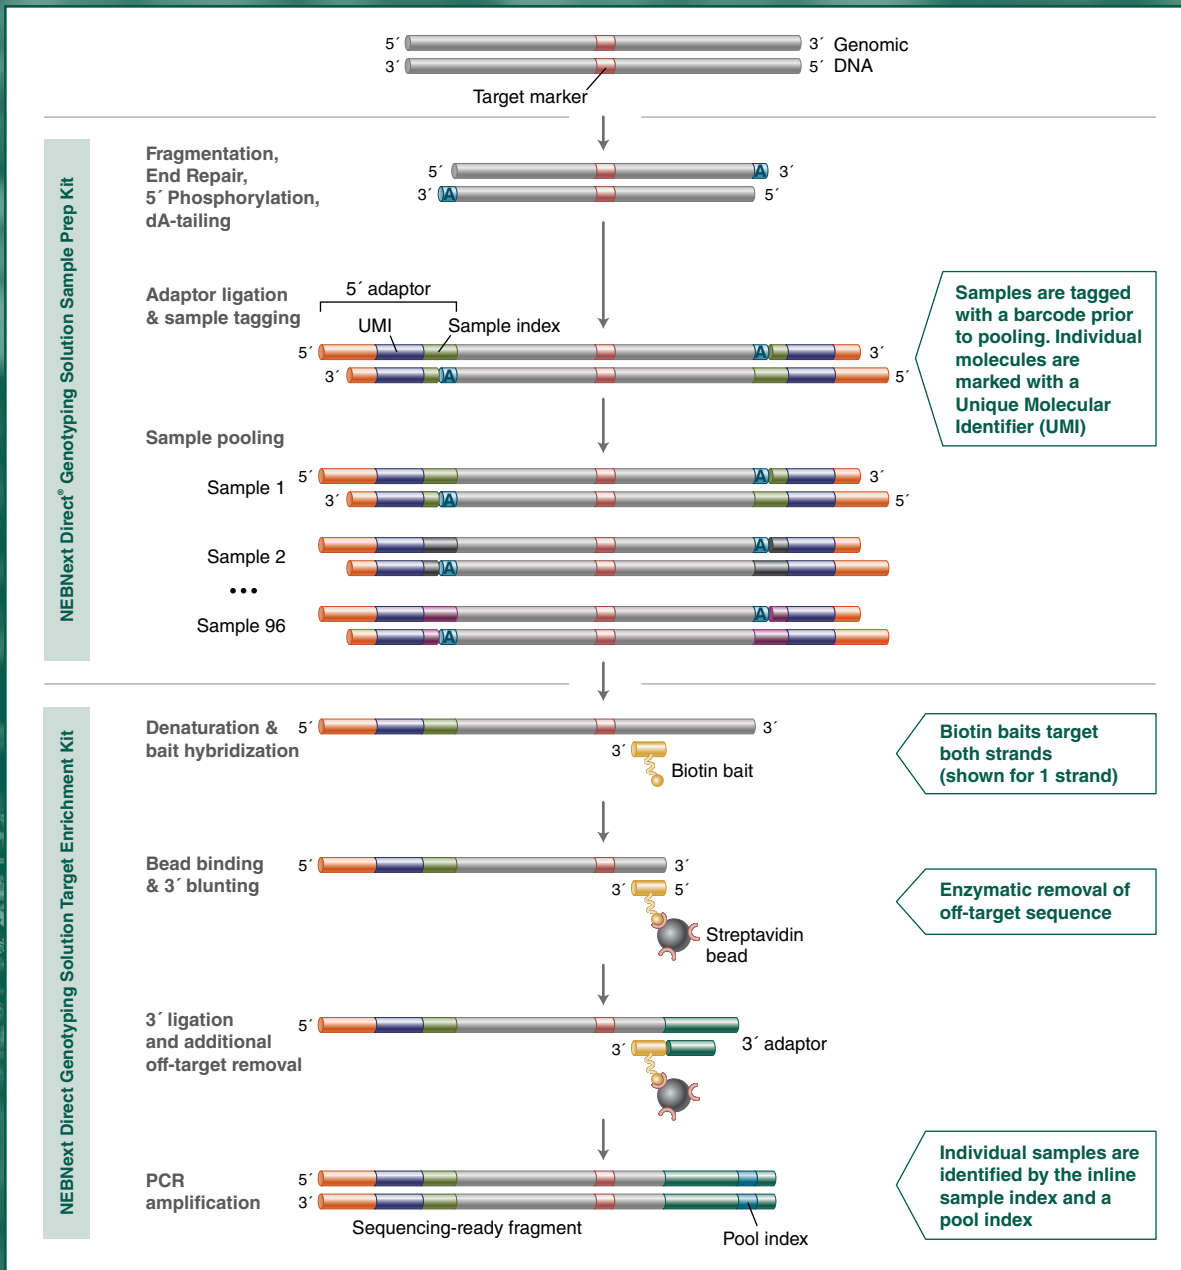 5´
3´ Genomic
3´
5´ DNA
Target marker
NEBNext Direct® Genotyping Solution Sample Prep Kit
Fragmentation,
End Repair,
5´ Phosphorylation,
dA-tailing
5´
A
3´
3´
A
5´
Adaptor ligation
& sample tagging
5´ adaptor
UMI
Sample index
5´
A
3´
3´
A
5´
Samples are tagged
with a barcode prior
to pooling. Individual
molecules are
marked with a
Unique Molecular
Identifier (UMI)
Sample pooling
Sample 1
5´
A
3´
3´
A
5´
Sample 2
A
A
•••
Sample 96
A
A
NEBNext Direct Genotyping Solution Target Enrichment Kit
Denaturation &
bait hybridization
5´
3´
3´
Biotin bait
Biotin baits target
both strands
(shown for 1 strand)
Bead binding
& 3´ blunting
5´
3´
3´
5´
Streptavidin
bead
Enzymatic removal of
off-target sequence
3´ ligation
and additional
off-target removal
5´
3´
3´ adaptor
PCR
amplification
5´
3´
Sequencing-ready fragment
Pool index
Individual samples are
identified by the inline
sample index and a
pool index